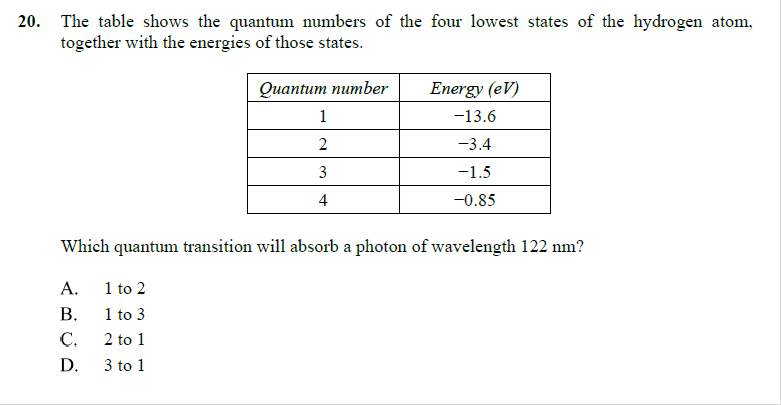 20. The table shows the quantum numbers of the four lowest states of the hydrogen atom,
together with the energies of those states.
Quantum number Energy (eV)
1 −13.6
2 −3.4
3 −1.5
4 −0.85
Which quantum transition will absorb a photon of wavelength 122 nm?
A. 1 to 2
B. 1 to 3
C. 2 to 1
D. 3 to 1